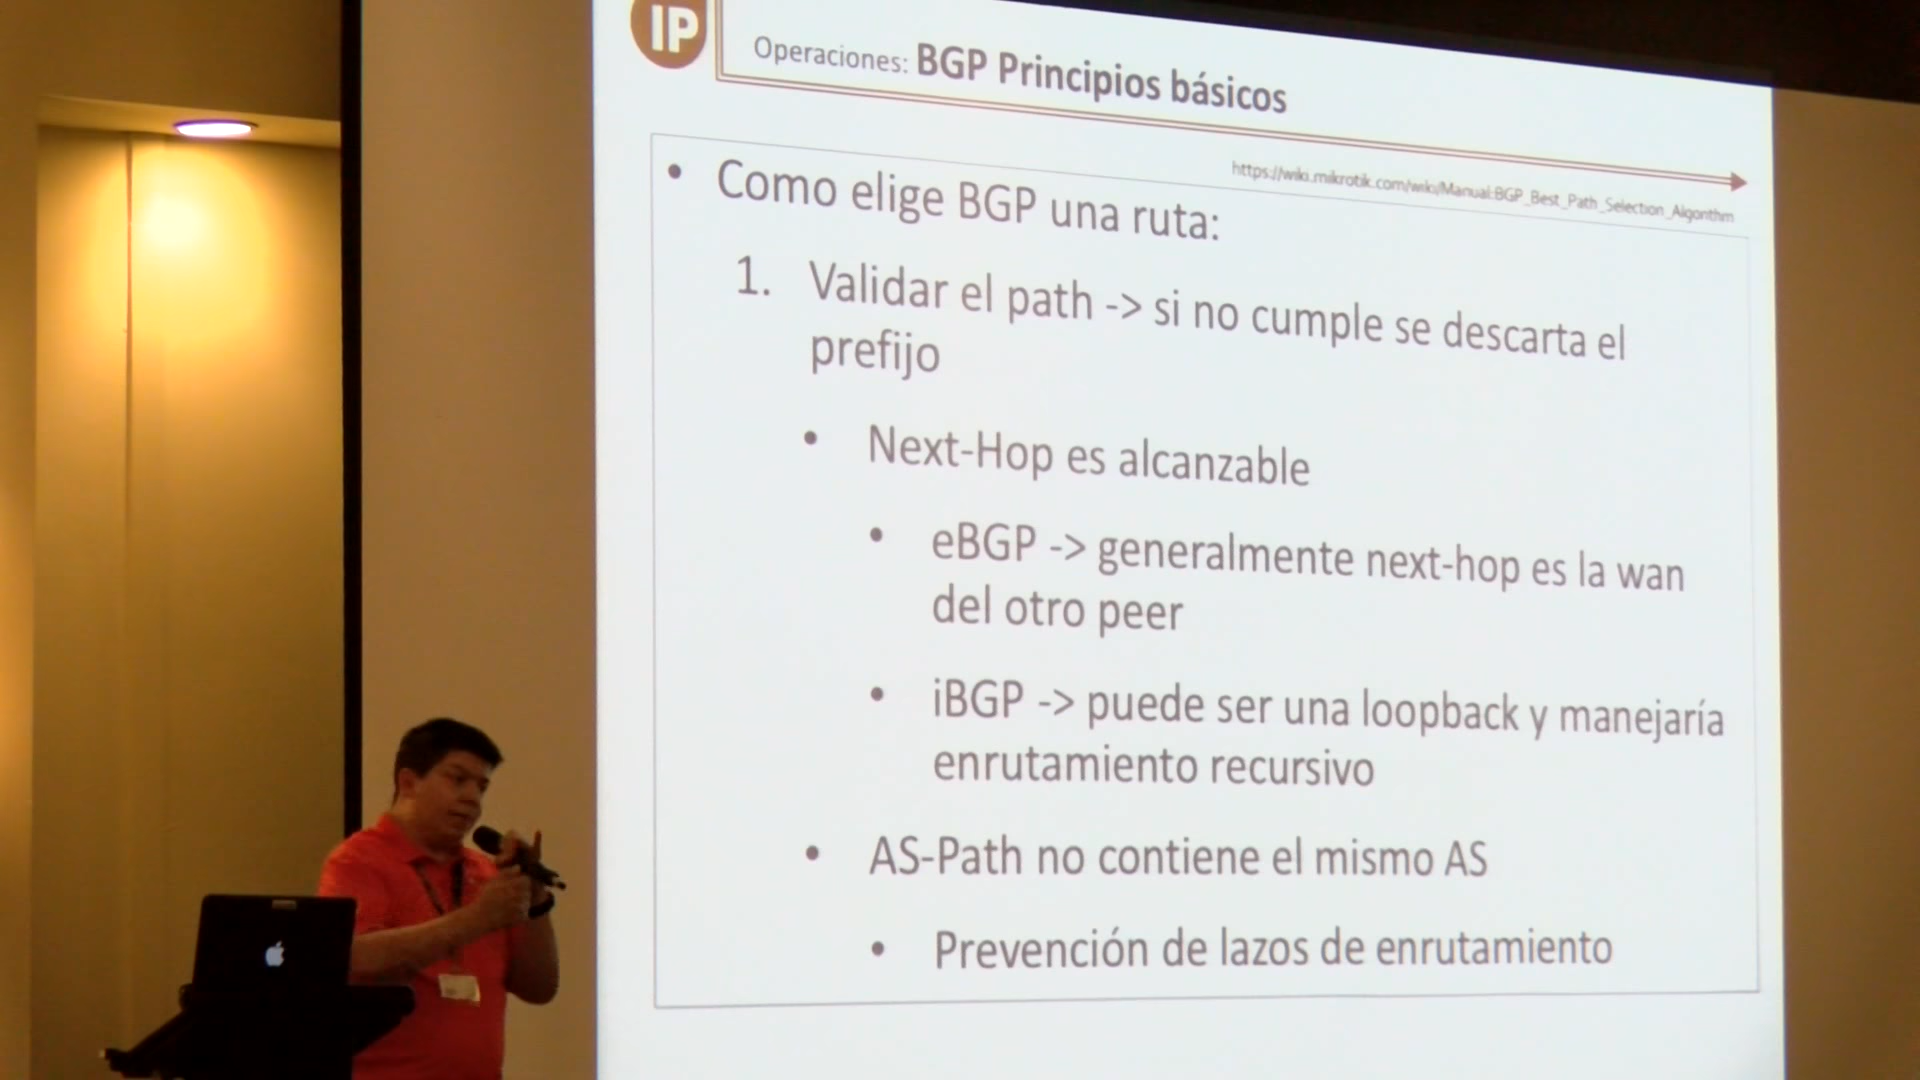 IP
Operaciones: BGP Principios básicos
https://wiki.mikrotik.com/wiki/Manual:BGP_Best_Path_Selection_Algorithm
• Como elige BGP una ruta:
1. Validar el path -> si no cumple se descarta el
prefijo
• Next-Hop es alcanzable
• eBGP -> generalmente next-hop es la wan
del otro peer
• iBGP -> puede ser una loopback y manejaría
enrutamiento recursivo
• AS-Path no contiene el mismo AS
• Prevención de lazos de enrutamiento